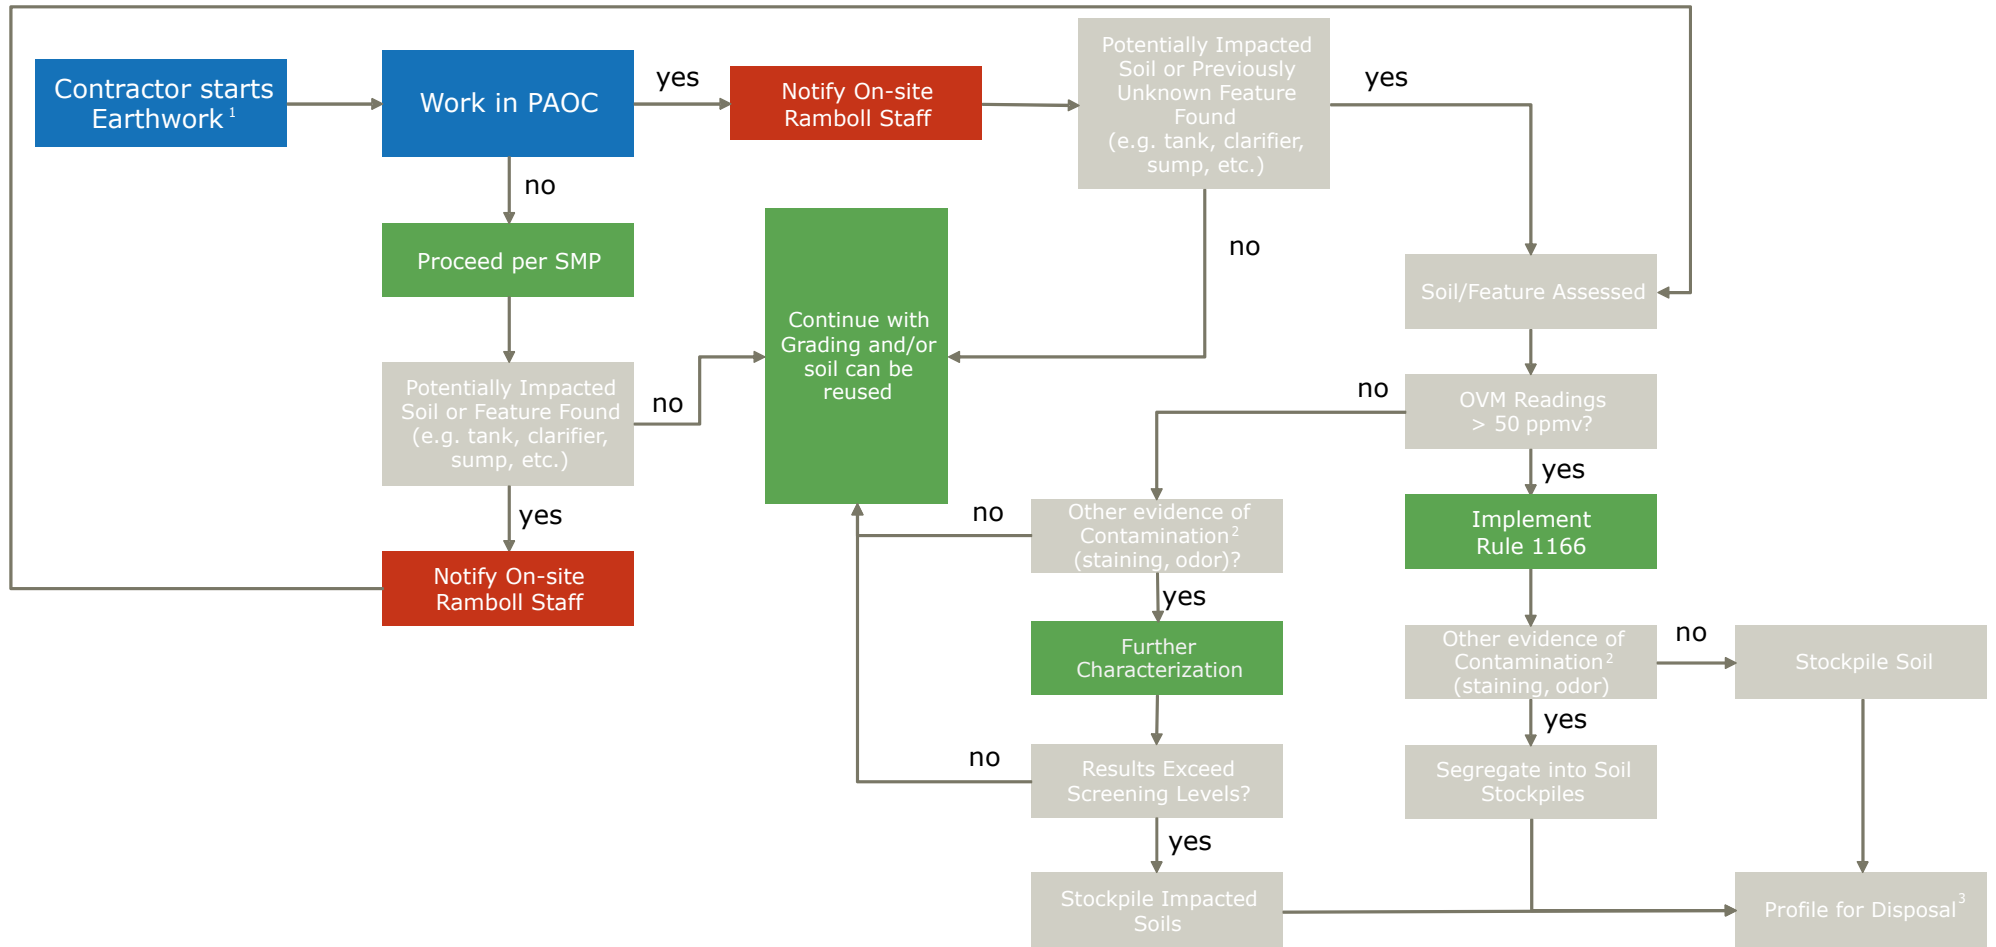 Contractor starts
Earthwork 1
Work in PAOC
yes
Notify On-site
Ramboll Staff
Potentially Impacted
Soil or Previously
Unknown Feature
Found
(e.g. tank, clarifier,
sump, etc.)
yes
no
no
Proceed per SMP
Continue with
Grading and/or
soil can be
reused
Soil/Feature Assessed
Potentially Impacted
Soil or Feature Found
(e.g. tank, clarifier,
sump, etc.)
no
no
OVM Readings
> 50 ppmv?
yes
yes
Notify On-site
Ramboll Staff
no
Other evidence of
Contamination 2
(staining, odor)?
Implement
Rule 1166
yes
Further
Characterization
Other evidence of
Contamination 2
(staining, odor)
no
Stockpile Soil
yes
no
Results Exceed
Screening Levels?
Segregate into Soil
Stockpiles
yes
Stockpile Impacted
Soils
Profile for Disposal 3